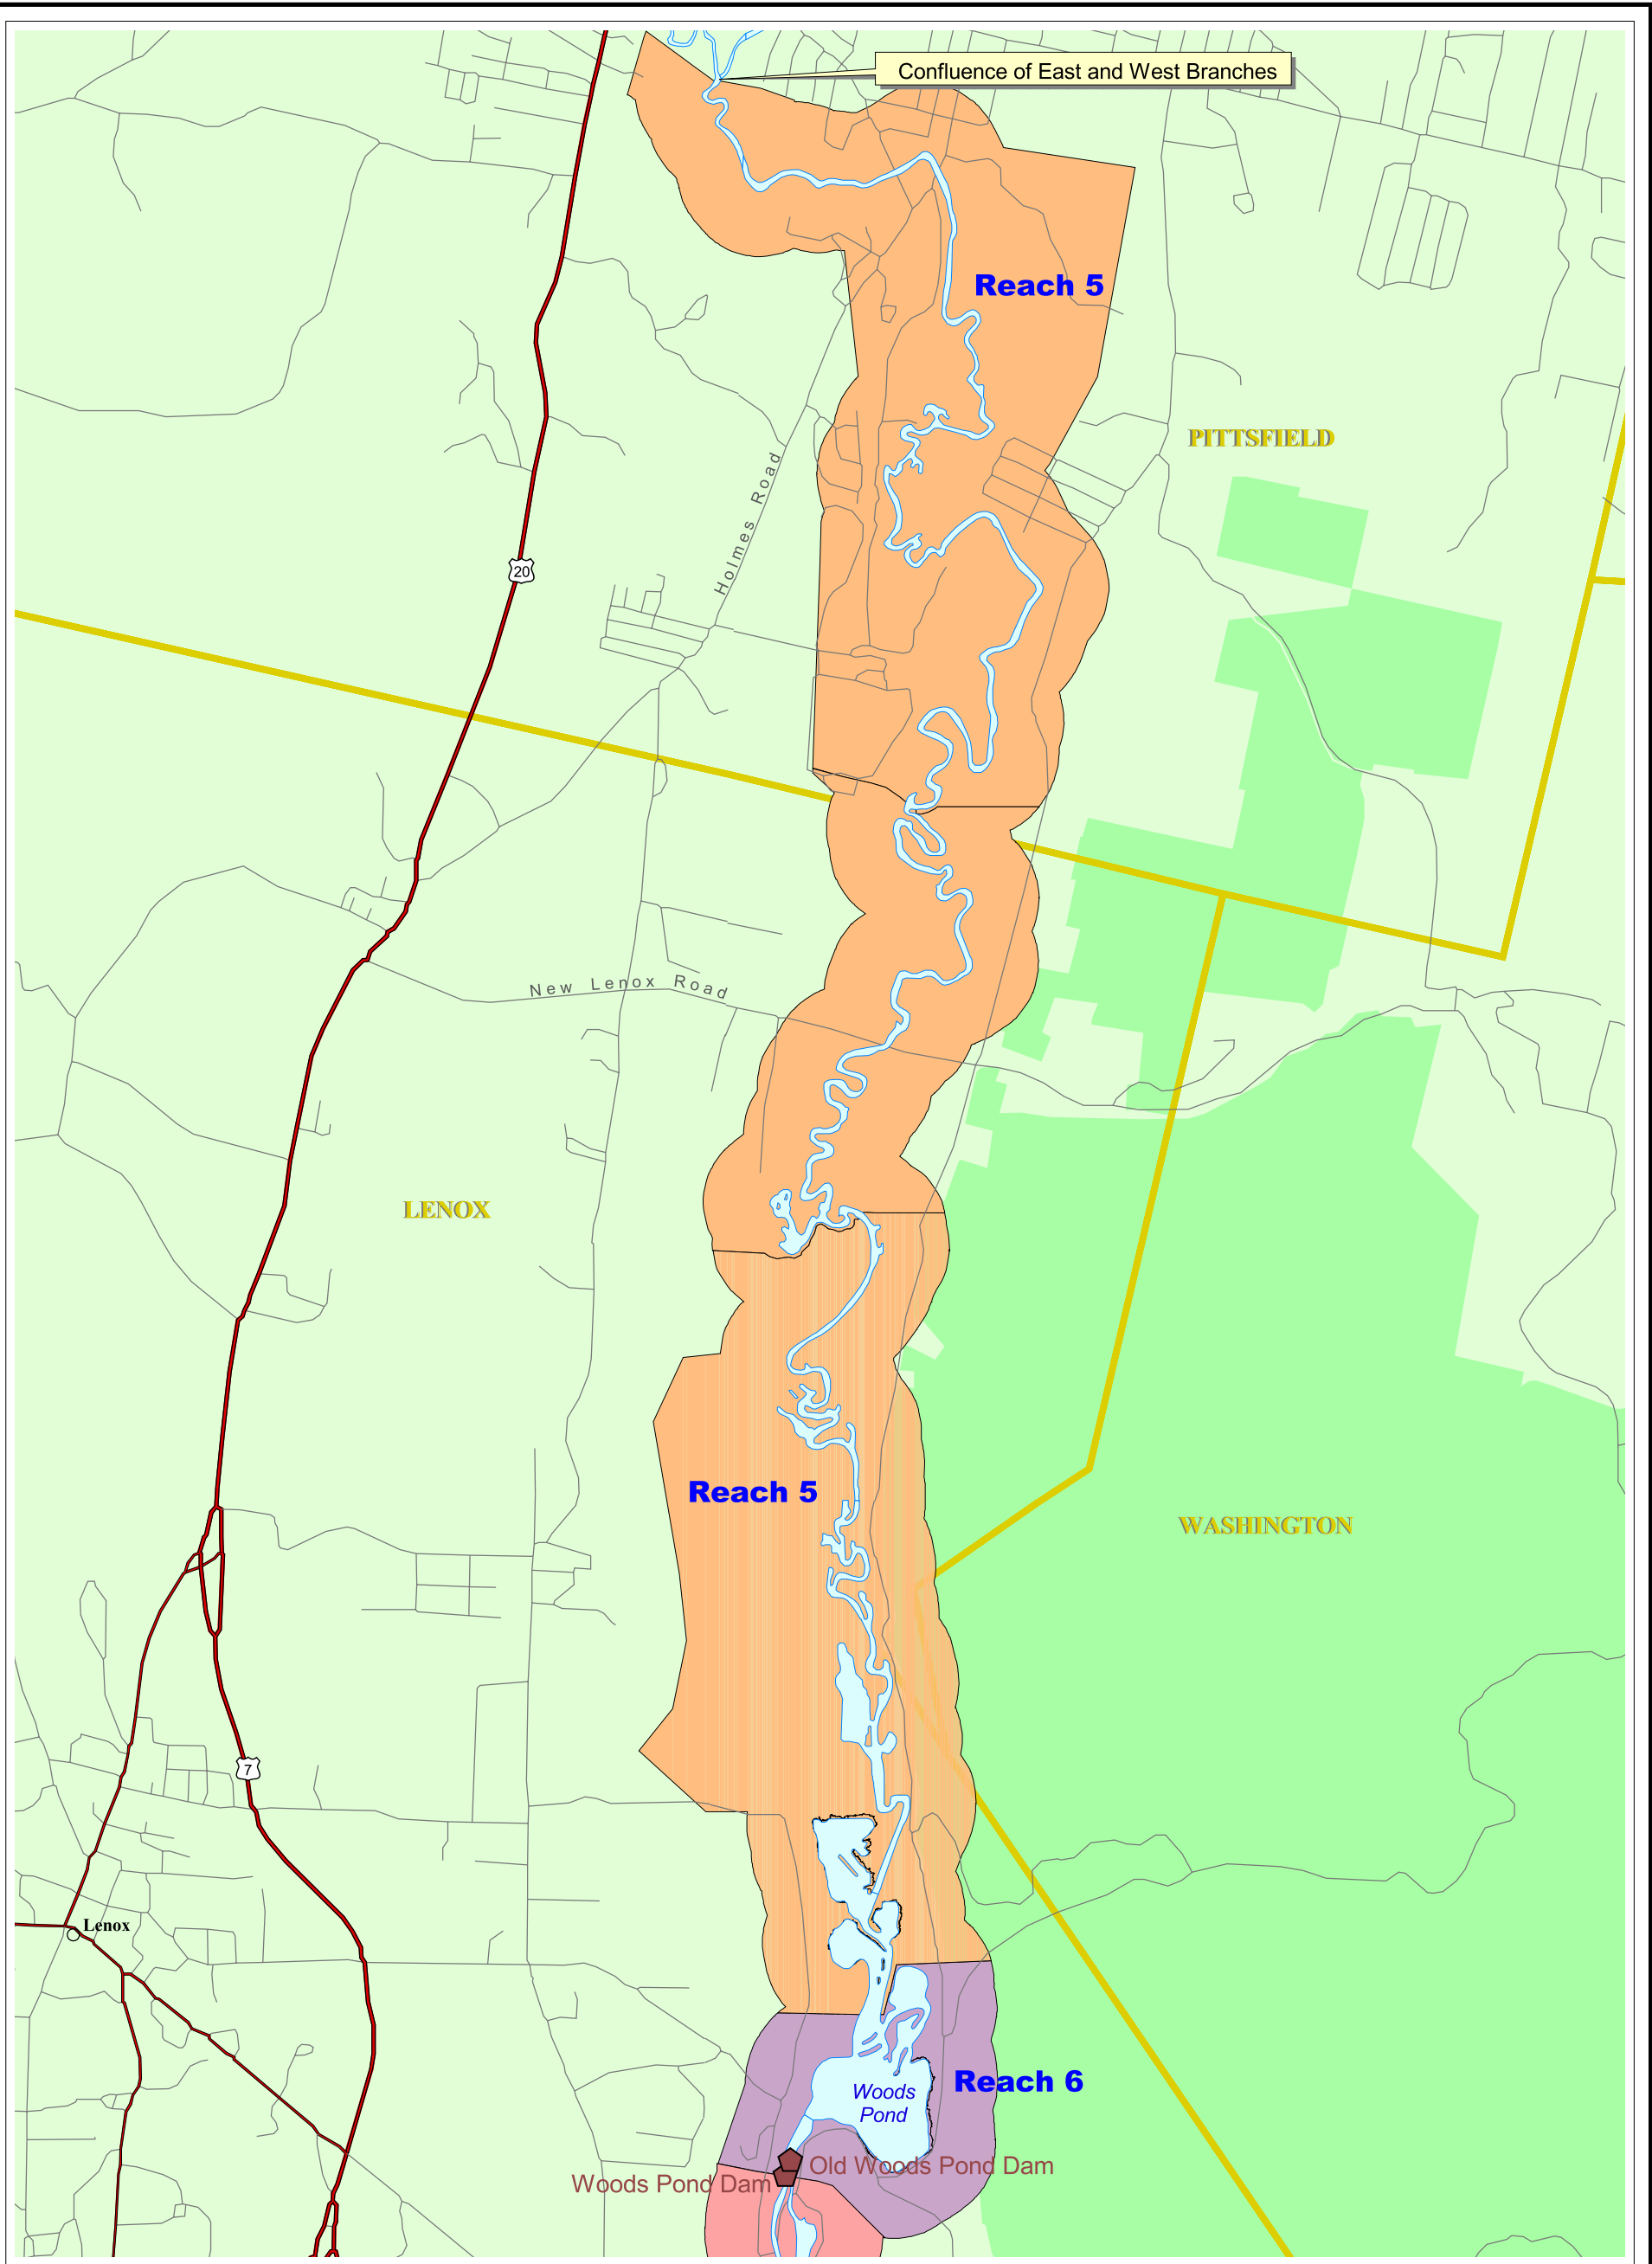 Confluence of East and West Branches
Reach 5
PITTSFIELD
Holmes Road
20
New Lenox Road
LENOX
Reach 5
WASHINGTON
7
Lenox
Reach 6
Woods
Pond
Old Woods Pond Dam
Woods Pond Dam